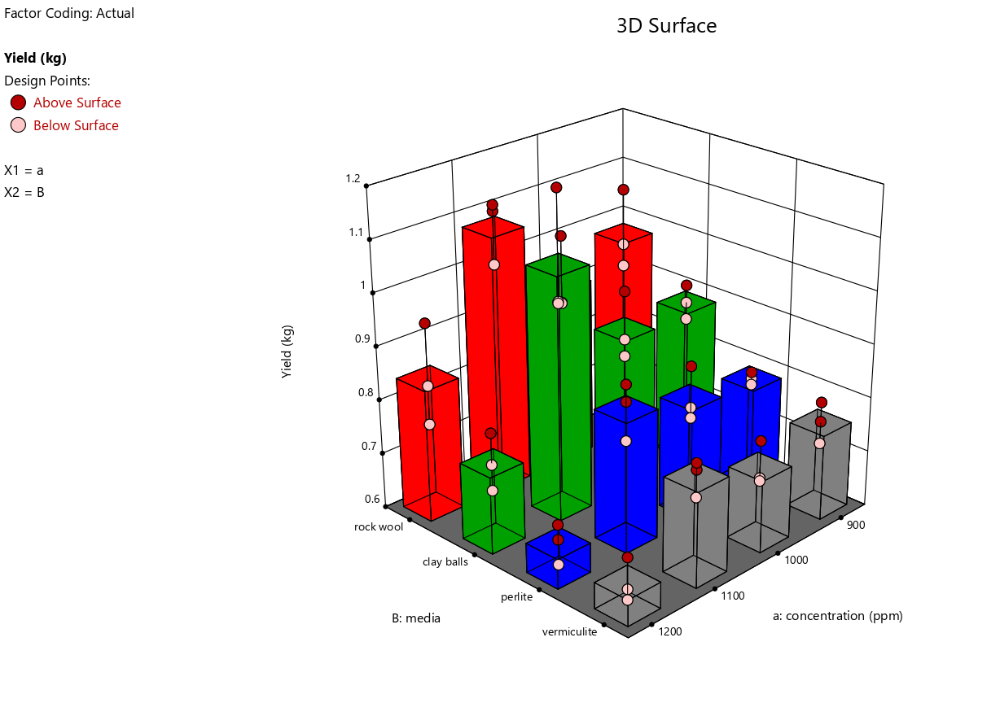 Factor Coding: Actual
3D Surface
Yield (kg)
Design Points:
Above Surface
Below Surface
X1 = a
X2 = B
1.2
1.1
1
0.9
0.8
0.7
0.6
Yield (kg)
rock wool
clay balls
perlite
vermiculite
B: media
900
1000
1100
1200
a: concentration (ppm)